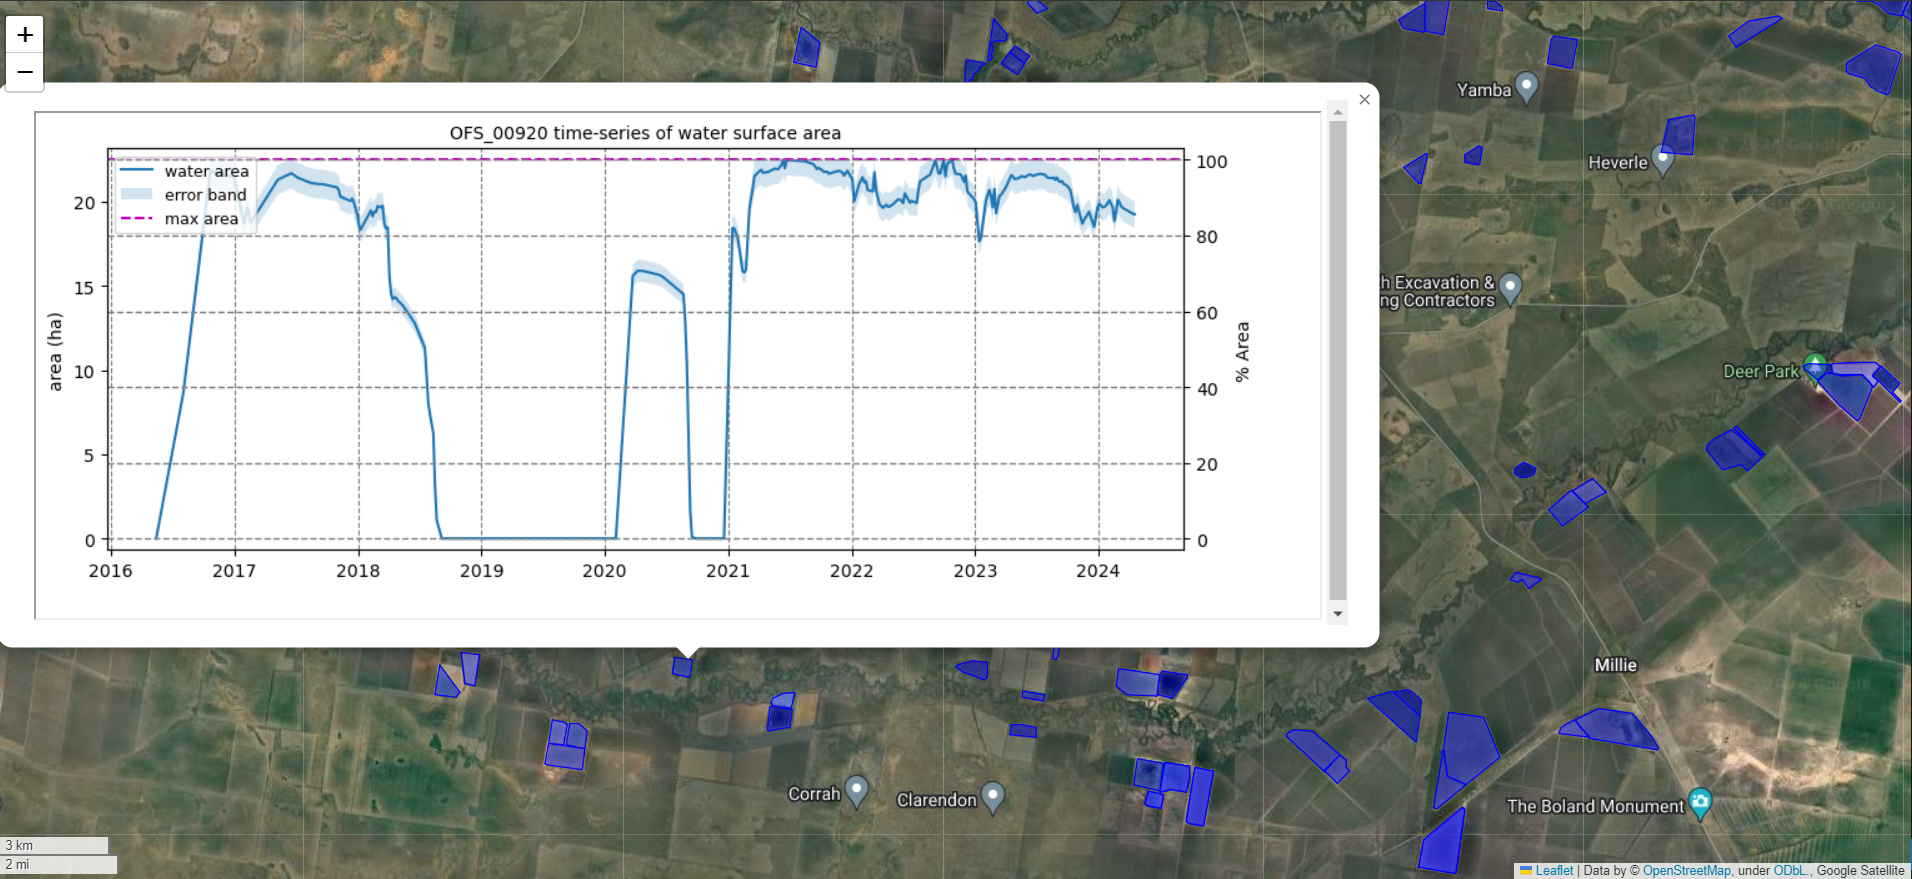 +
−
Yamba
Heverle
×
OFS_00920 time-series of water surface area
water area
error band
max area
20
15
10
5
0
area (ha)
100
80
60
40
20
0
% Area
2016
2017
2018
2019
2020
2021
2022
2023
2024
h Excavation &
ng Contractors
Deer Park
Millie
Corrah
Clarendon
The Boland Monument
3 km
2 mi
Leaflet | Data by © OpenStreetMap, under ODbL., Google Satellite